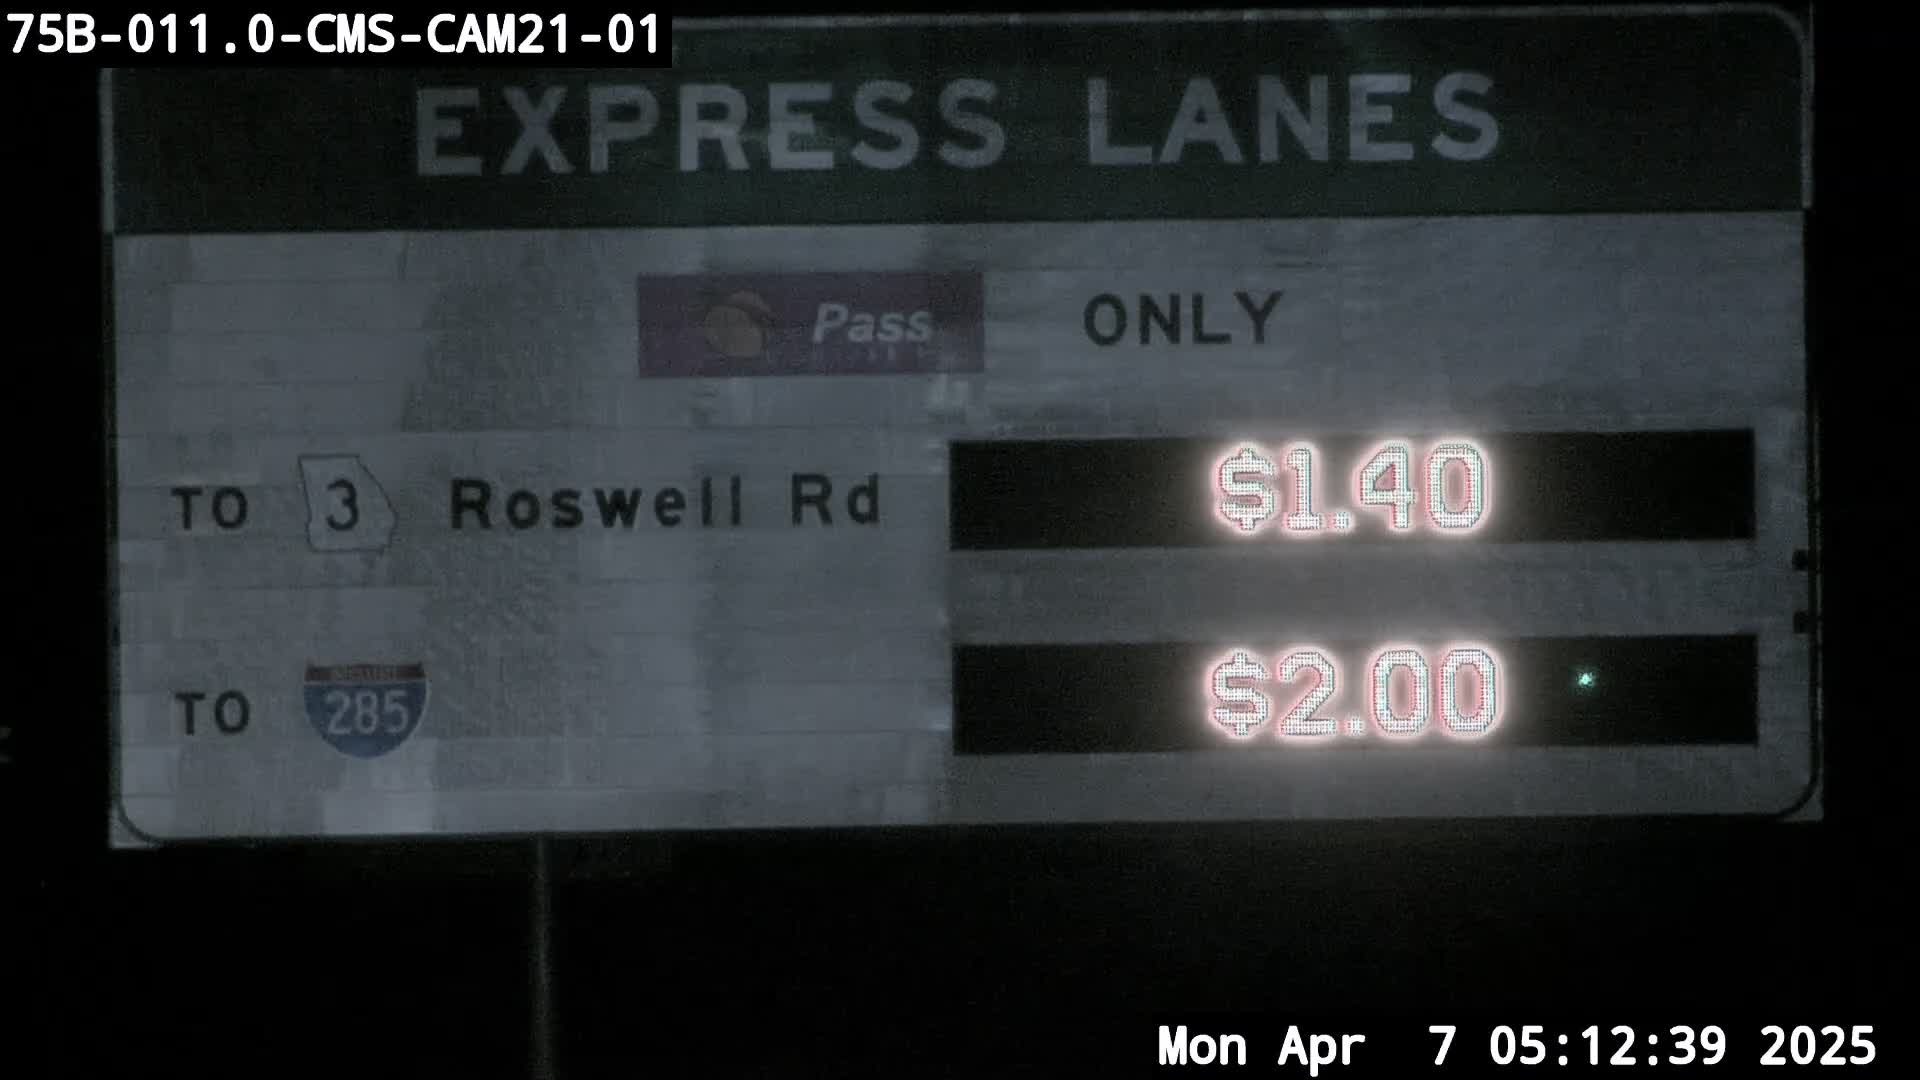 75B-011.0-CMS-CAM21-01
EXPRESS LANES
Pass ONLY
TO 3 Roswell Rd $1.40
TO 285 $2.00
Mon Apr 7 05:12:39 2025